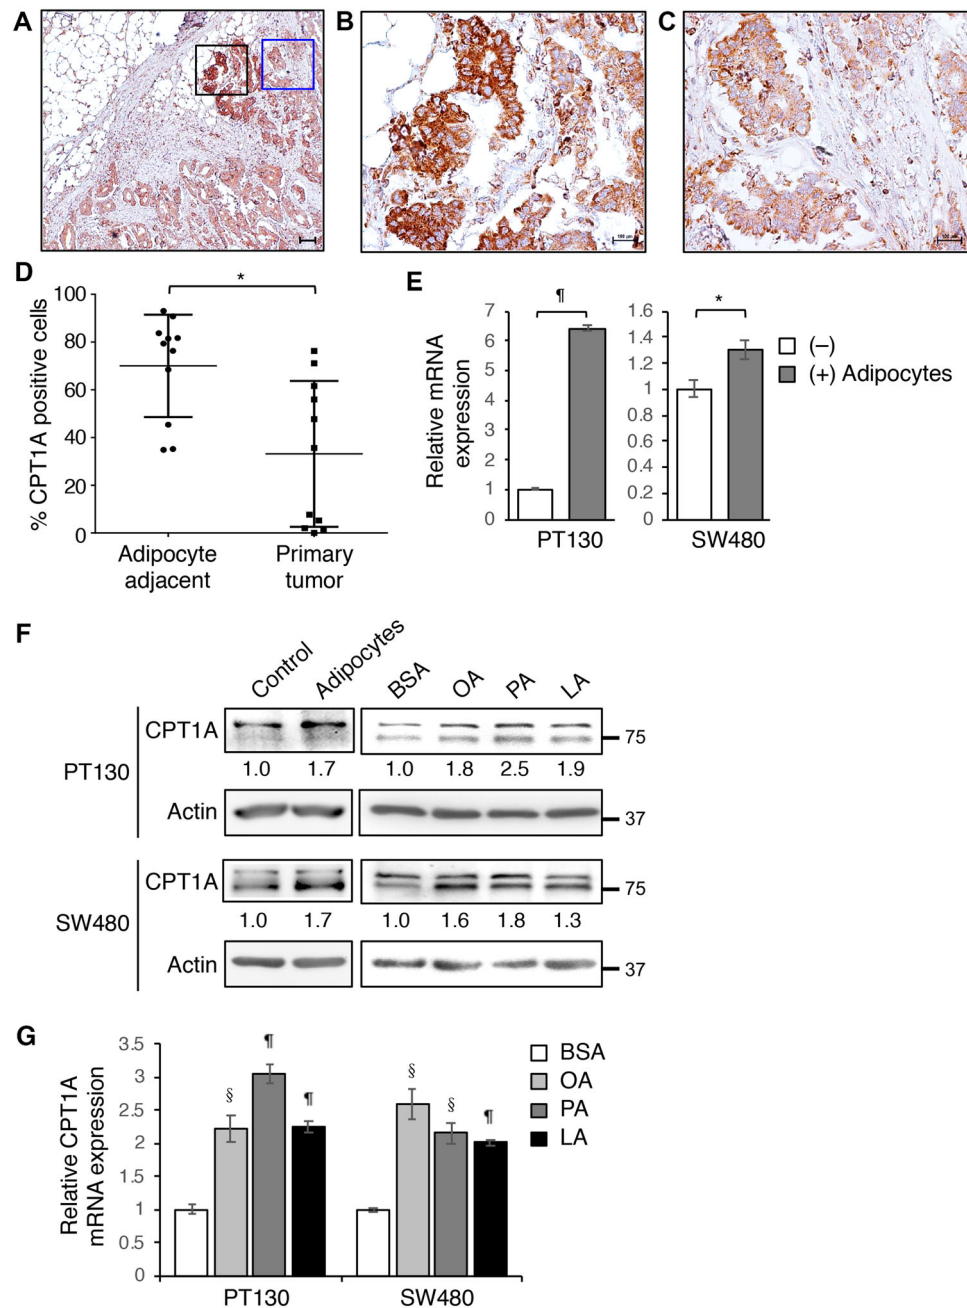 A
B
C
100 µm
100 µm
D
*
% CPT1A positive cells
100
80
60
40
20
0
Adipocyte
adjacent
Primary
tumor
E
¶
*
Relative mRNA
expression
7
6
5
4
3
2
1
0
PT130
1.6
1.4
1.2
1
0.8
0.6
0.4
0.2
0
SW480
(–)
(+) Adipocytes
F
Control Adipocytes BSA OA PA LA
PT130
CPT1A
75
1.0 1.7 1.0 1.8 2.5 1.9
Actin
37
SW480
CPT1A
75
1.0 1.7 1.0 1.6 1.8 1.3
Actin
37
G
Relative CPT1A
mRNA expression
3.5
3
2.5
2
1.5
1
0.5
0
§ ¶ ¶ § § ¶
PT130 SW480
BSA
OA
PA
LA